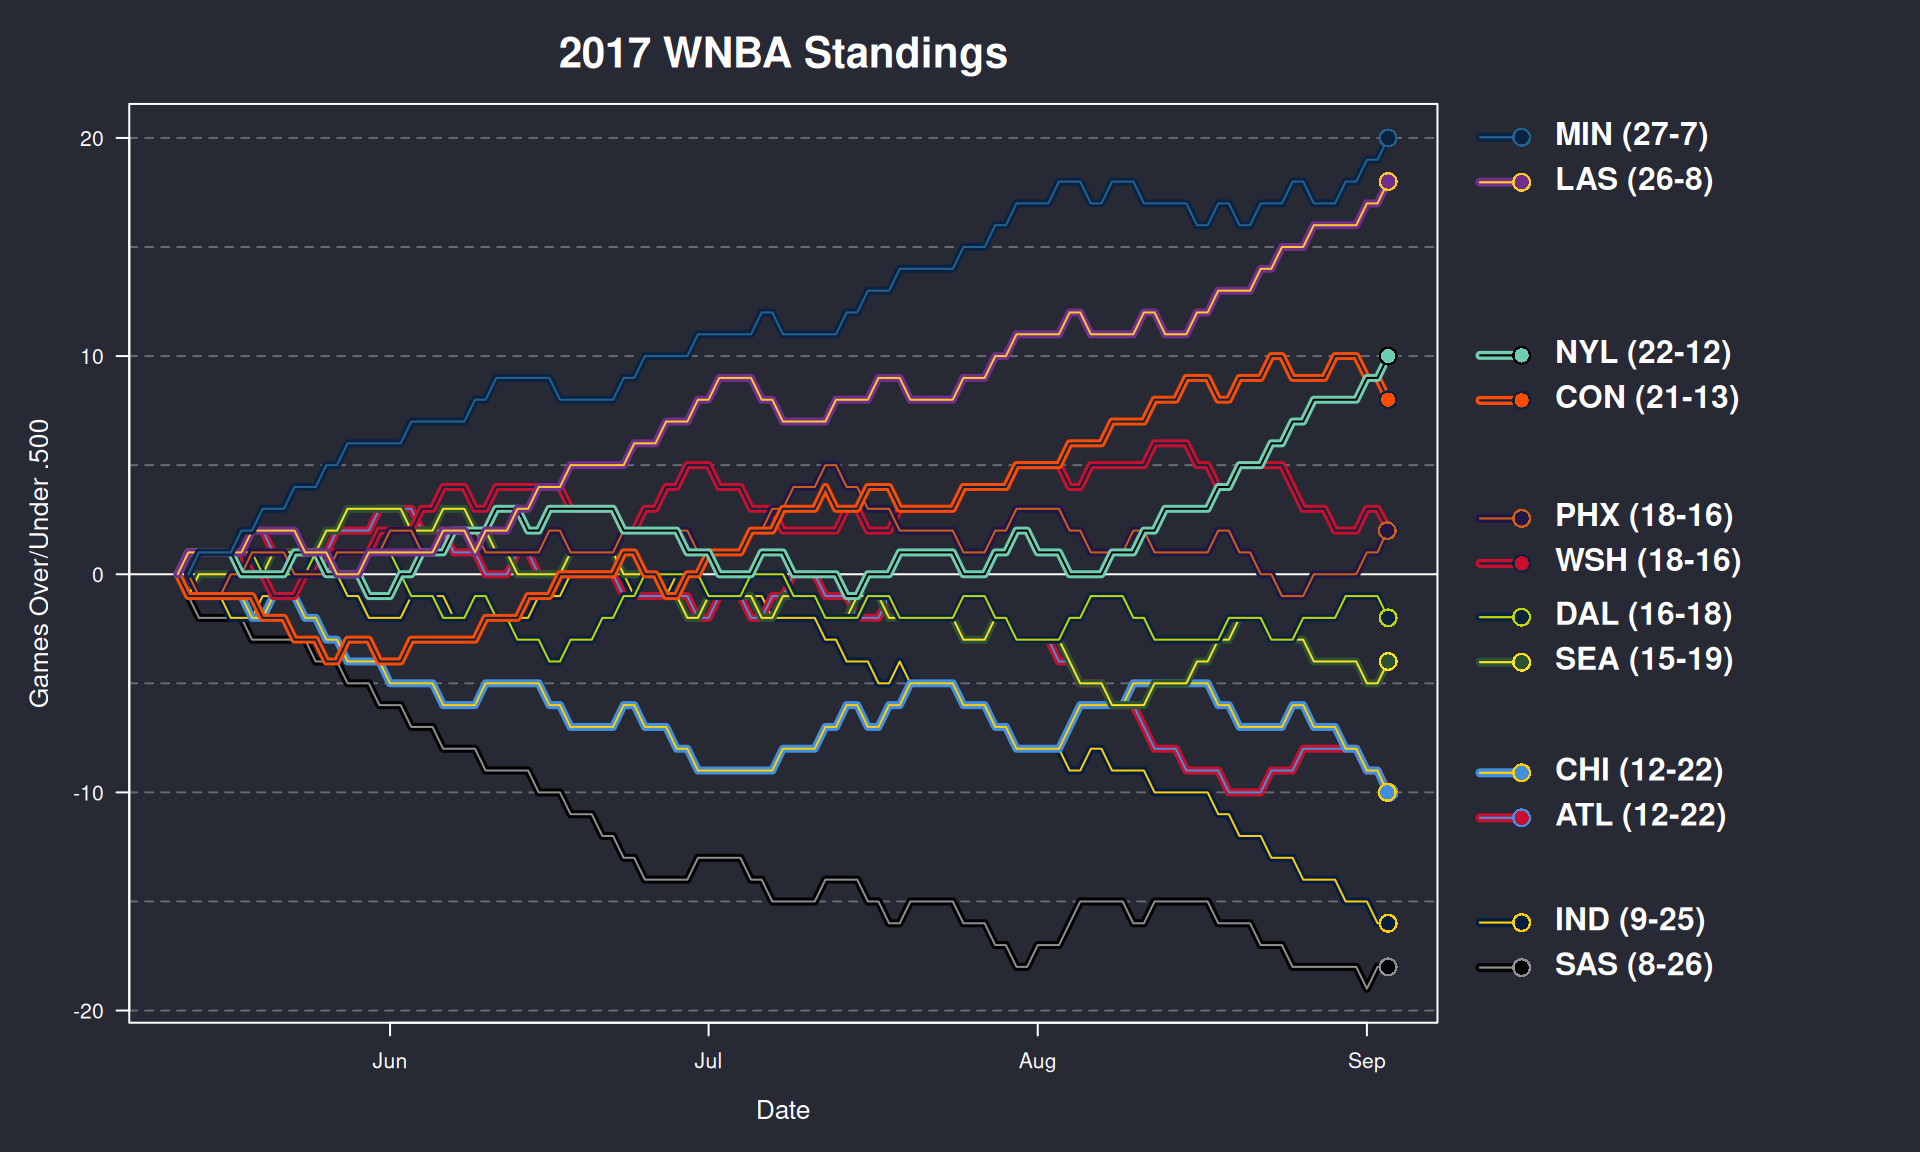 2017 WNBA Standings
Games Over/Under .500
20
10
0
-10
-20
Jun
Jul
Aug
Sep
Date
MIN (27-7)
LAS (26-8)
NYL (22-12)
CON (21-13)
PHX (18-16)
WSH (18-16)
DAL (16-18)
SEA (15-19)
CHI (12-22)
ATL (12-22)
IND (9-25)
SAS (8-26)